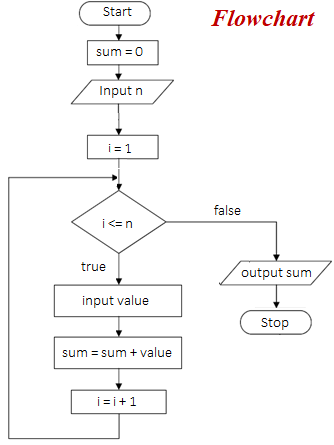 Start
Flowchart
sum = 0
Input n
i = 1
i <= n
false
true
output sum
input value
Stop
sum = sum + value
i = i + 1